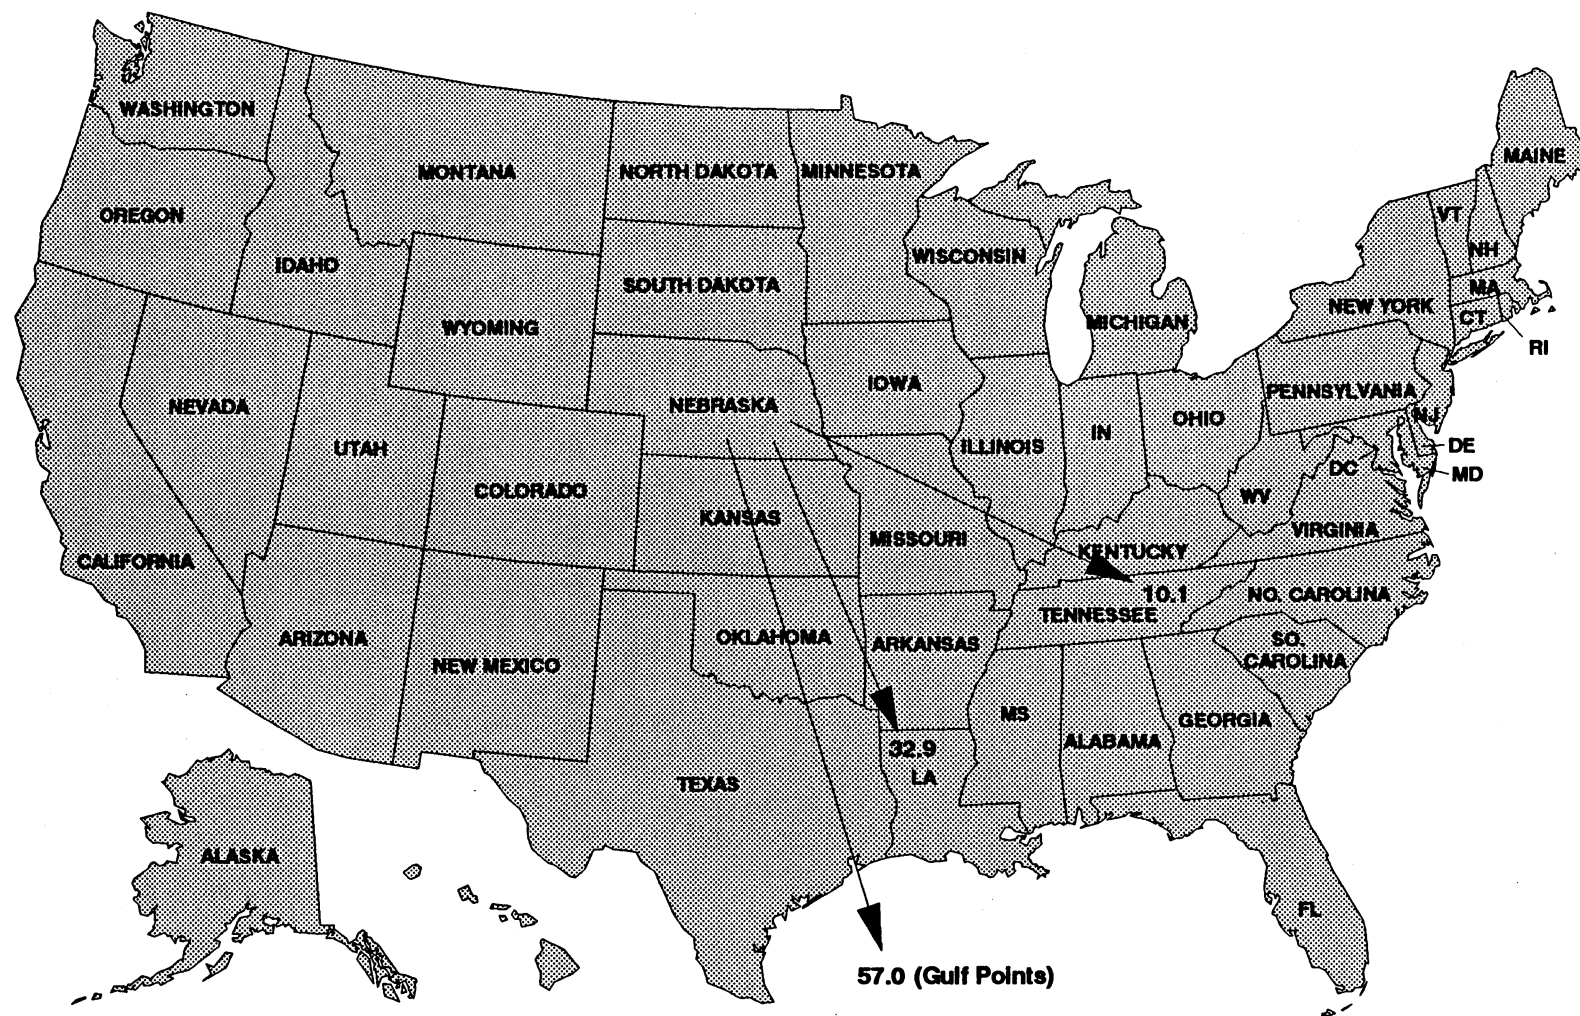 WASHINGTON
MAINE
MONTANA
NORTH DAKOTA
MINNESOTA
OREGON
VT
NH
WISCONSIN
IDAHO
SOUTH DAKOTA
MA
NEW YORK
CT
MICHIGAN
WYOMING
RI
IOWA
PENNSYLVANIA
NEVADA
NEBRASKA
NJ
OHIO
IN
UTAH
ILLINOIS
DE
DC
MD
COLORADO
WV
KANSAS
VIRGINIA
MISSOURI
KENTUCKY
CALIFORNIA
10.1
NO. CAROLINA
TENNESSEE
ARIZONA
OKLAHOMA
ARKANSAS
SO.
CAROLINA
NEW MEXICO
MS
GEORGIA
ALABAMA
32.9
LA
TEXAS
ALASKA
FL
57.0 (Gulf Points)